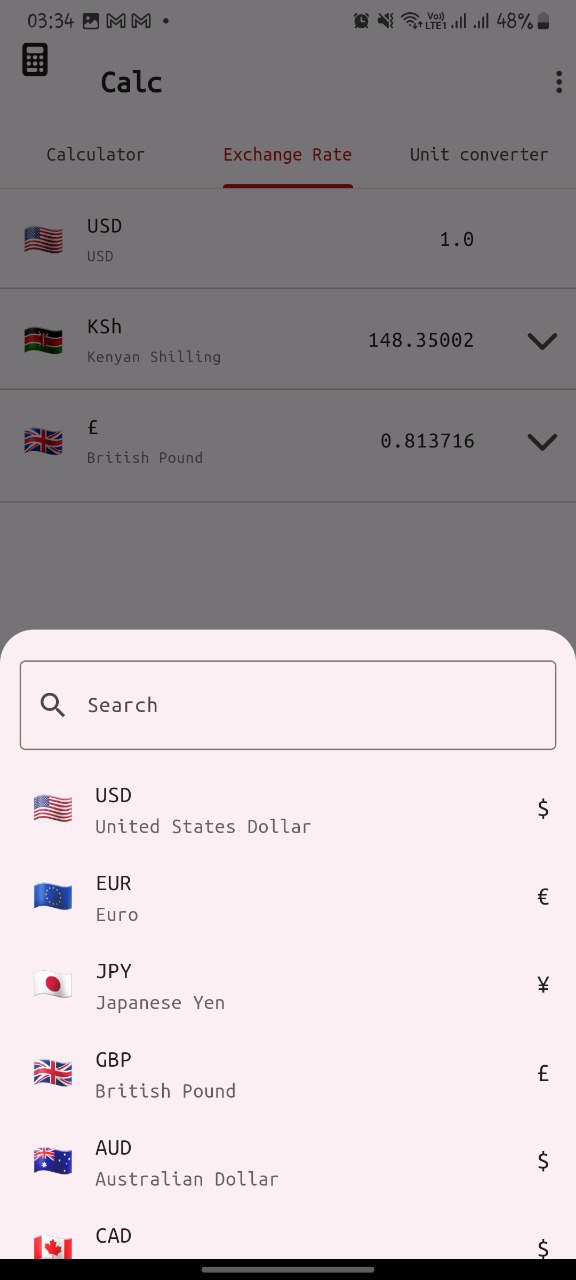 03:34
Vo))
LTE1
48%
Calc
Calculator Exchange Rate Unit converter
USD
USD
1.0
KSh
Kenyan Shilling
148.35002
£
British Pound
0.813716
Search
USD
United States Dollar
$
EUR
Euro
€
JPY
Japanese Yen
¥
GBP
British Pound
£
AUD
Australian Dollar
$
CAD
$